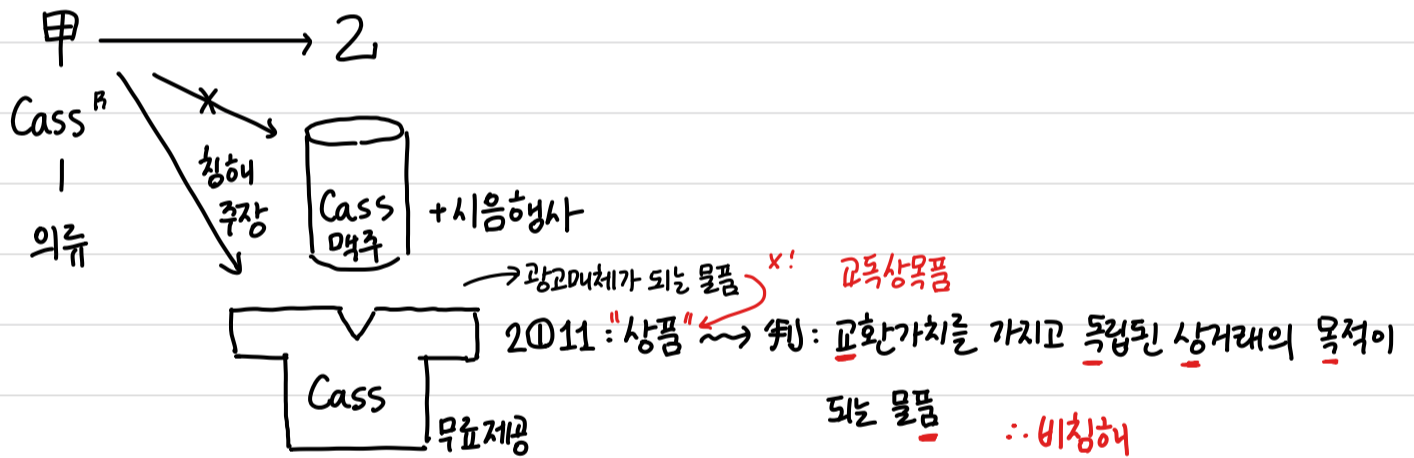 甲 → 乙
Cass R
의류
x
침해
주장
Cass
맥주
+시음행사
→광고매체가 되는 물품 x! 교독상목품
2①11 : "상품" ⇝ 判 : 교환가치를 가지고 독립된 상거래의 목적이
되는 물품 ∴ 비침해
Cass
무료제공